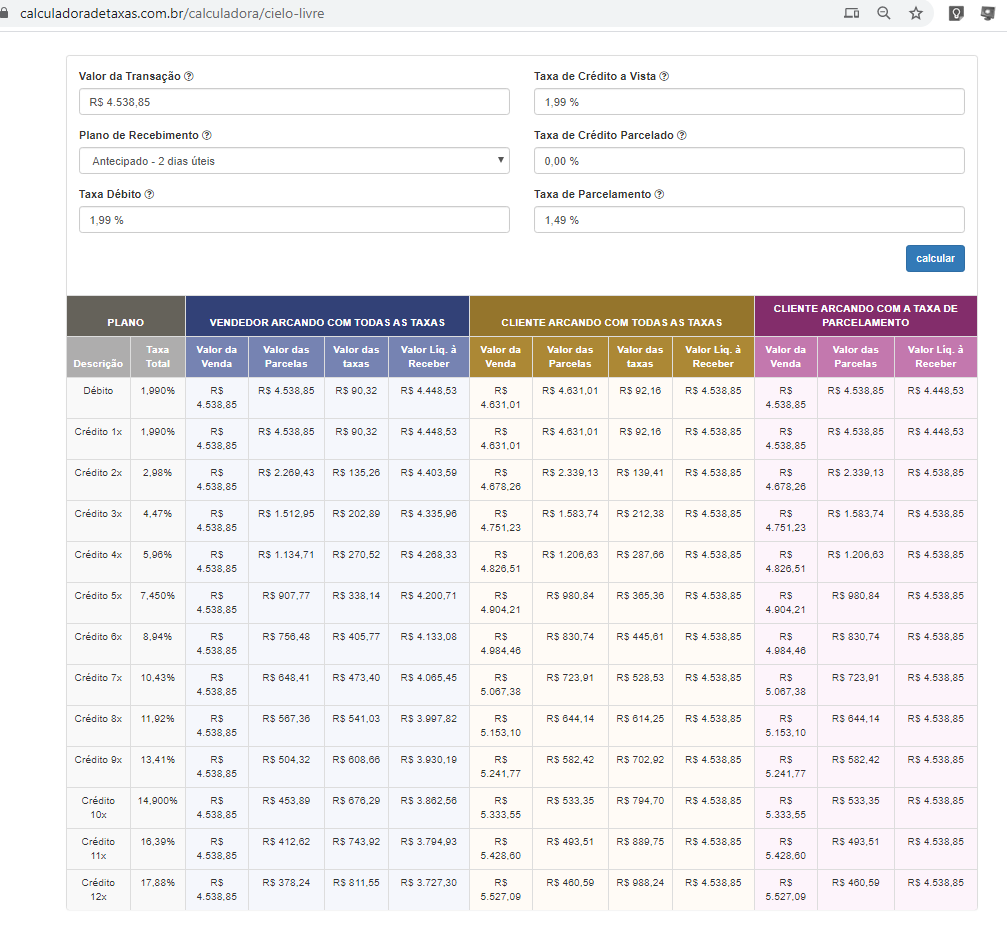 calculadoradetaxas.com.br/calculadora/cielo-livre
Valor da Transação
Taxa de Crédito a Vista
R$ 4.538,85
1,99 %
Plano de Recebimento
Taxa de Crédito Parcelado
Antecipado - 2 dias úteis
0,00 %
Taxa Débito
Taxa de Parcelamento
1,99 %
1,49 %
calcular
PLANO VENDEDOR ARCANDO COM TODAS AS TAXAS CLIENTE ARCANDO COM TODAS AS TAXAS CLIENTE ARCANDO COM A TAXA DE PARCELAMENTO
Descrição Taxa Total Valor da Venda Valor das Parcelas Valor das taxas Valor Líq. à Receber Valor da Venda Valor das Parcelas Valor das taxas Valor Líq. à Receber Valor da Venda Valor das Parcelas Valor Líq. à Receber
Débito 1,990% R$ 4.538,85 R$ 4.538,85 R$ 90,32 R$ 4.448,53 R$ 4.631,01 R$ 4.631,01 R$ 92,16 R$ 4.538,85 R$ 4.538,85 R$ 4.538,85 R$ 4.448,53
Crédito 1x 1,990% R$ 4.538,85 R$ 4.538,85 R$ 90,32 R$ 4.448,53 R$ 4.631,01 R$ 4.631,01 R$ 92,16 R$ 4.538,85 R$ 4.538,85 R$ 4.538,85 R$ 4.448,53
Crédito 2x 2,98% R$ 4.538,85 R$ 2.269,43 R$ 135,26 R$ 4.403,59 R$ 4.678,26 R$ 2.339,13 R$ 139,41 R$ 4.538,85 R$ 4.678,26 R$ 2.339,13 R$ 4.538,85
Crédito 3x 4,47% R$ 4.538,85 R$ 1.512,95 R$ 202,89 R$ 4.335,96 R$ 4.751,23 R$ 1.583,74 R$ 212,38 R$ 4.538,85 R$ 4.751,23 R$ 1.583,74 R$ 4.538,85
Crédito 4x 5,96% R$ 4.538,85 R$ 1.134,71 R$ 270,52 R$ 4.268,33 R$ 4.826,51 R$ 1.206,63 R$ 287,66 R$ 4.538,85 R$ 4.826,51 R$ 1.206,63 R$ 4.538,85
Crédito 5x 7,450% R$ 4.538,85 R$ 907,77 R$ 338,14 R$ 4.200,71 R$ 4.904,21 R$ 980,84 R$ 365,36 R$ 4.538,85 R$ 4.904,21 R$ 980,84 R$ 4.538,85
Crédito 6x 8,94% R$ 4.538,85 R$ 756,48 R$ 405,77 R$ 4.133,08 R$ 4.984,46 R$ 830,74 R$ 445,61 R$ 4.538,85 R$ 4.984,46 R$ 830,74 R$ 4.538,85
Crédito 7x 10,43% R$ 4.538,85 R$ 648,41 R$ 473,40 R$ 4.065,45 R$ 5.067,38 R$ 723,91 R$ 528,53 R$ 4.538,85 R$ 5.067,38 R$ 723,91 R$ 4.538,85
Crédito 8x 11,92% R$ 4.538,85 R$ 567,36 R$ 541,03 R$ 3.997,82 R$ 5.153,10 R$ 644,14 R$ 614,25 R$ 4.538,85 R$ 5.153,10 R$ 644,14 R$ 4.538,85
Crédito 9x 13,41% R$ 4.538,85 R$ 504,32 R$ 608,66 R$ 3.930,19 R$ 5.241,77 R$ 582,42 R$ 702,92 R$ 4.538,85 R$ 5.241,77 R$ 582,42 R$ 4.538,85
Crédito 10x 14,900% R$ 4.538,85 R$ 453,89 R$ 676,29 R$ 3.862,56 R$ 5.333,55 R$ 533,35 R$ 794,70 R$ 4.538,85 R$ 5.333,55 R$ 533,35 R$ 4.538,85
Crédito 11x 16,39% R$ 4.538,85 R$ 412,62 R$ 743,92 R$ 3.794,93 R$ 5.428,60 R$ 493,51 R$ 889,75 R$ 4.538,85 R$ 5.428,60 R$ 493,51 R$ 4.538,85
Crédito 12x 17,88% R$ 4.538,85 R$ 378,24 R$ 811,55 R$ 3.727,30 R$ 5.527,09 R$ 460,59 R$ 988,24 R$ 4.538,85 R$ 5.527,09 R$ 460,59 R$ 4.538,85